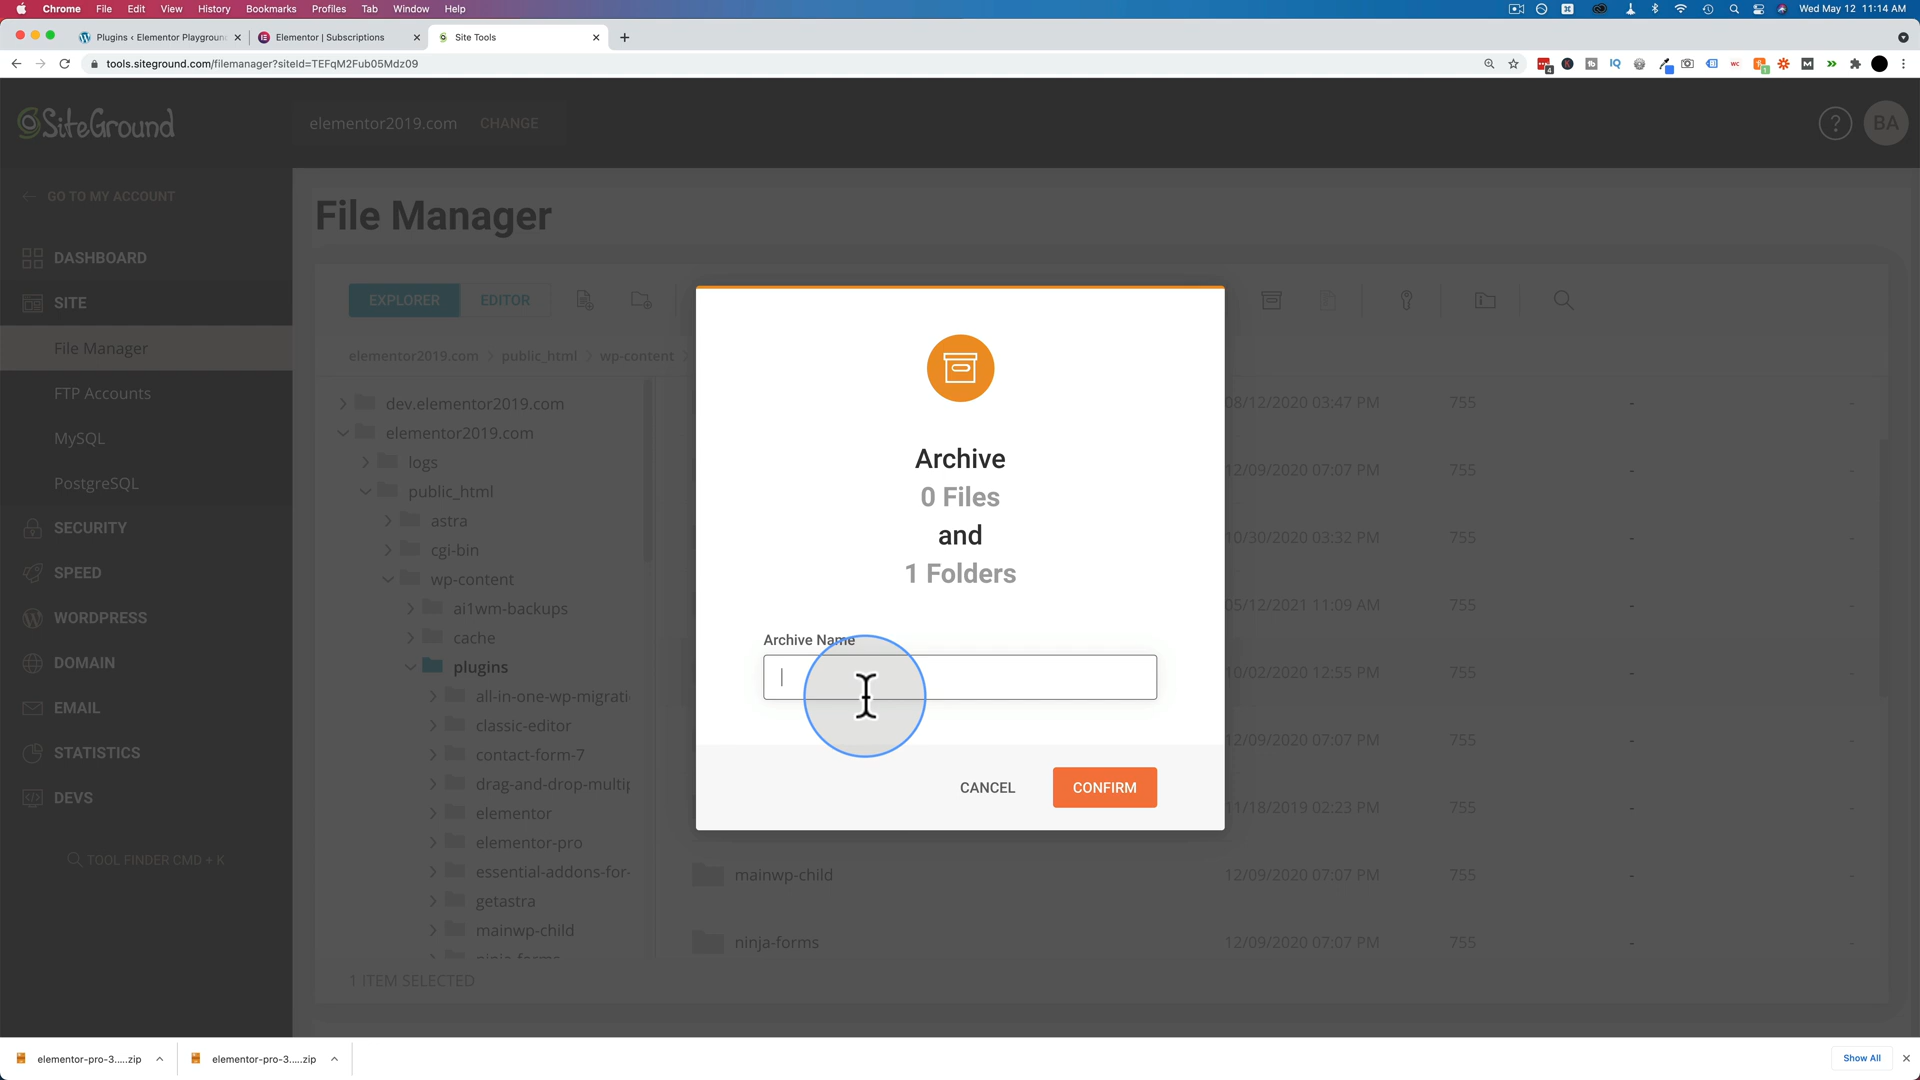 Chrome File Edit View History Bookmarks Profiles Tab Window Help
Wed May 12 11:14 AM
Plugins ‹ Elementor Playground
Elementor | Subscriptions
Site Tools
tools.siteground.com/filemanager?siteId=TEFqM2Fub05Mdz09
SiteGround
elementor2019.com CHANGE
BA
GO TO MY ACCOUNT
File Manager
DASHBOARD
SITE
File Manager
FTP Accounts
MySQL
PostgreSQL
SECURITY
SPEED
WORDPRESS
DOMAIN
EMAIL
STATISTICS
DEVS
TOOL FINDER CMD + K
EXPLORER EDITOR
elementor2019.com › public_html › wp-content ›
dev.elementor2019.com
elementor2019.com
logs
public_html
astra
cgi-bin
wp-content
ai1wm-backups
cache
plugins
all-in-one-wp-migrati
classic-editor
contact-form-7
drag-and-drop-multip
elementor
elementor-pro
essential-addons-for-
getastra
mainwp-child
ninja-forms
1 ITEM SELECTED
Archive
0 Files
and
1 Folders
Archive Name
CANCEL CONFIRM
08/12/2020 03:47 PM 755 - -
12/09/2020 07:07 PM 755 - -
10/30/2020 03:32 PM 755 - -
05/12/2021 11:09 AM 755 - -
10/02/2020 12:55 PM 755 - -
12/09/2020 07:07 PM 755 - -
11/18/2019 02:23 PM 755 - -
mainwp-child 12/09/2020 07:07 PM 755 - -
ninja-forms 12/09/2020 07:07 PM 755 - -
elementor-pro-3.....zip
elementor-pro-3.....zip
Show All